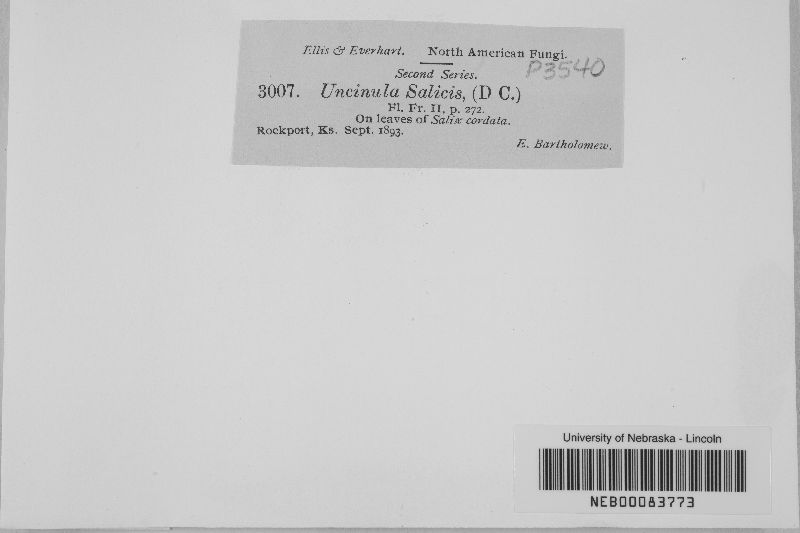 Ellis & Everhart. North American Fungi.
P3540
Second Series.
3007. Uncinula Salicis, (D C.)
Fl. Fr. II, p. 272.
On leaves of Salix cordata.
Rockport, Ks. Sept. 1893.
E. Bartholomew.
University of Nebraska - Lincoln
NEB00083773